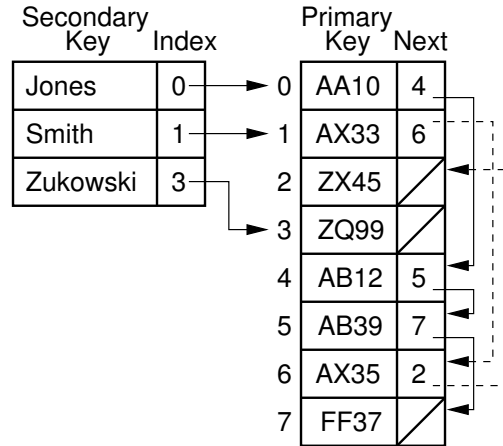 Secondary Primary
Key Index Key Next
Jones 0 0 AA10 4
Smith 1 1 AX33 6
Zukowski 3 2 ZX45
3 ZQ99
4 AB12 5
5 AB39 7
6 AX35 2
7 FF37